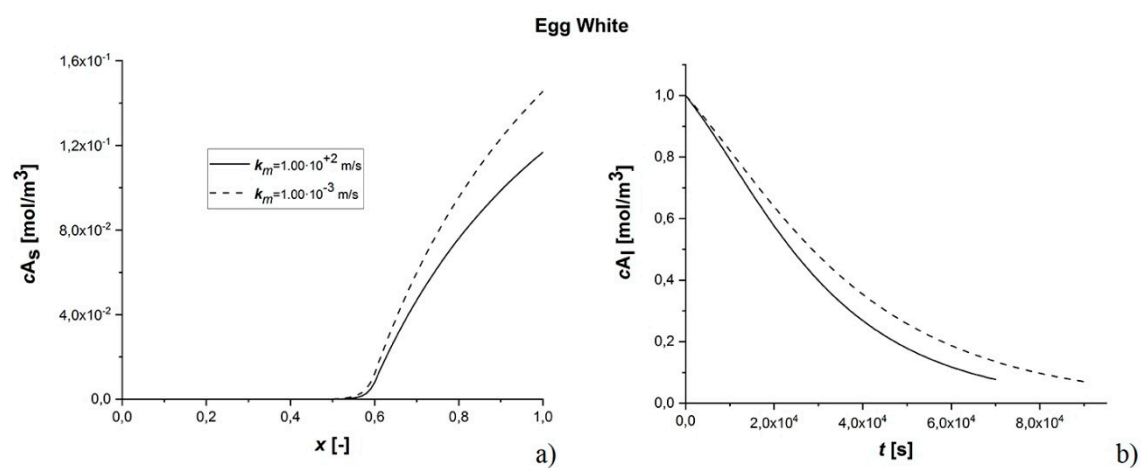 Egg White
1,6x10⁻¹
1,2x10⁻¹
8,0x10⁻²
4,0x10⁻²
0,0
cAs [mol/m³]
kₘ=1.00·10⁺² m/s
kₘ=1.00·10⁻³ m/s
0,0 0,2 0,4 0,6 0,8 1,0
x [-]
a)
1,0
0,8
0,6
0,4
0,2
0,0
cAl [mol/m³]
0,0 2,0x10⁴ 4,0x10⁴ 6,0x10⁴ 8,0x10⁴
t [s]
b)